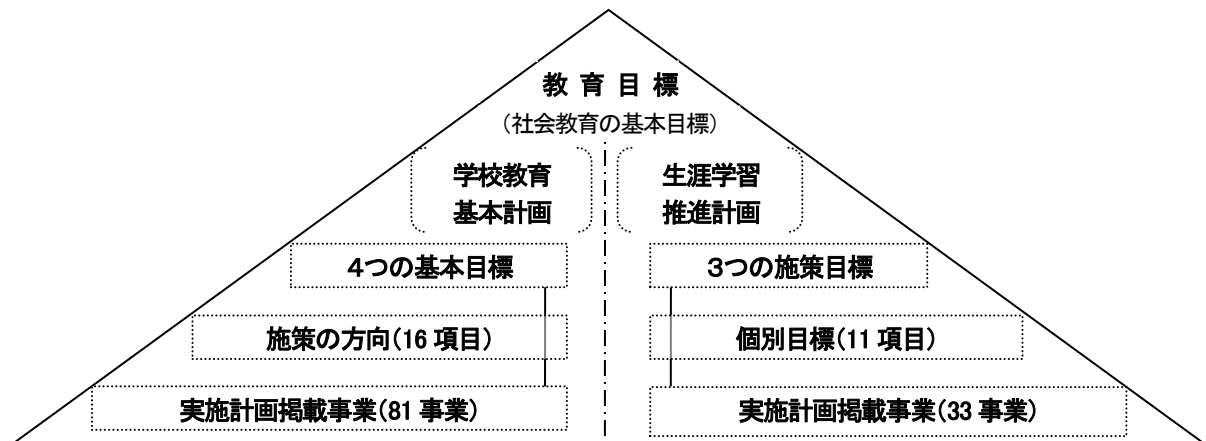 教 育 目 標
（社会教育の基本目標）
学校教育
基本計画
生涯学習
推進計画
４つの基本目標
３つの施策目標
施策の方向（16 項目）
個別目標（11 項目）
実施計画掲載事業（81 事業）
実施計画掲載事業（33 事業）